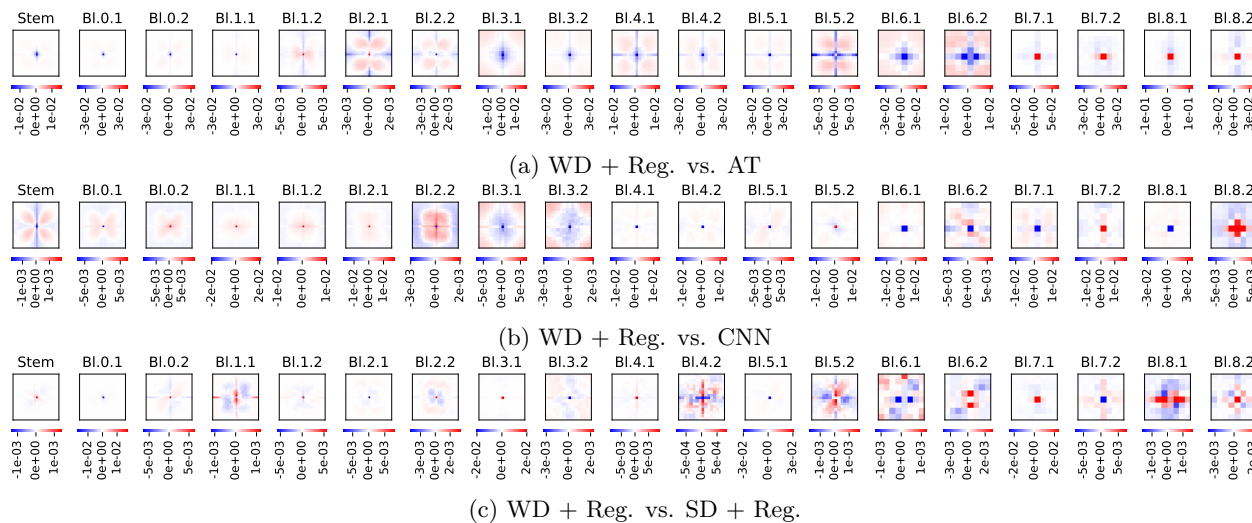 Stem Bl.0.1 Bl.0.2 Bl.1.1 Bl.1.2 Bl.2.1 Bl.2.2 Bl.3.1 Bl.3.2 Bl.4.1 Bl.4.2 Bl.5.1 Bl.5.2 Bl.6.1 Bl.6.2 Bl.7.1 Bl.7.2 Bl.8.1 Bl.8.2
-1e-02 0e+00 1e-02 -3e-02 0e+00 3e-02 -3e-02 0e+00 3e-02 -1e-02 0e+00 1e-02 -5e-03 0e+00 5e-03 -3e-03 0e+00 2e-03 -3e-03 0e+00 2e-03 -1e-02 0e+00 1e-02 -3e-02 0e+00 3e-02 -1e-02 0e+00 1e-02 -3e-02 0e+00 3e-02 -3e-02 0e+00 3e-02 -5e-03 0e+00 5e-03 -1e-02 0e+00 1e-02 -3e-02 0e+00 1e-02 -5e-02 0e+00 3e-02 -1e-02 0e+00 1e-02 -1e-01 0e+00 1e-01 -3e-02 0e+00 3e-02
(a) WD + Reg. vs. AT
Stem Bl.0.1 Bl.0.2 Bl.1.1 Bl.1.2 Bl.2.1 Bl.2.2 Bl.3.1 Bl.3.2 Bl.4.1 Bl.4.2 Bl.5.1 Bl.5.2 Bl.6.1 Bl.6.2 Bl.7.1 Bl.7.2 Bl.8.1 Bl.8.2
-1e-03 0e+00 1e-03 -5e-03 0e+00 5e-03 -5e-03 0e+00 5e-03 -2e-02 0e+00 2e-02 -1e-02 0e+00 1e-02 -1e-02 0e+00 1e-02 -3e-03 0e+00 2e-03 -5e-03 0e+00 5e-03 -3e-03 0e+00 2e-03 -1e-02 0e+00 1e-02 -1e-02 0e+00 1e-02 -1e-02 0e+00 1e-02 -1e-02 0e+00 1e-02 -1e-02 0e+00 1e-02 -5e-03 0e+00 5e-03 -1e-02 0e+00 1e-02 -1e-02 0e+00 1e-02 -3e-02 0e+00 3e-02 -5e-03 0e+00
(b) WD + Reg. vs. CNN
Stem Bl.0.1 Bl.0.2 Bl.1.1 Bl.1.2 Bl.2.1 Bl.2.2 Bl.3.1 Bl.3.2 Bl.4.1 Bl.4.2 Bl.5.1 Bl.5.2 Bl.6.1 Bl.6.2 Bl.7.1 Bl.7.2 Bl.8.1 Bl.8.2
-1e-03 0e+00 1e-03 -1e-02 0e+00 1e-02 -5e-03 0e+00 5e-03 -1e-03 0e+00 1e-03 -5e-03 0e+00 5e-03 -5e-03 0e+00 5e-03 -1e-03 0e+00 1e-03 -2e-02 0e+00 2e-02 -3e-03 0e+00 2e-03 -1e-02 0e+00 1e-02 -5e-04 0e+00 5e-04 -3e-02 0e+00 3e-02 -1e-03 0e+00 1e-03 -1e-03 0e+00 1e-03 -3e-03 0e+00 2e-03 -2e-02 0e+00 2e-02 -5e-03 0e+00 5e-03 -1e-03 0e+00 1e-03 -3e-03 0e+00
(c) WD + Reg. vs. SD + Reg.